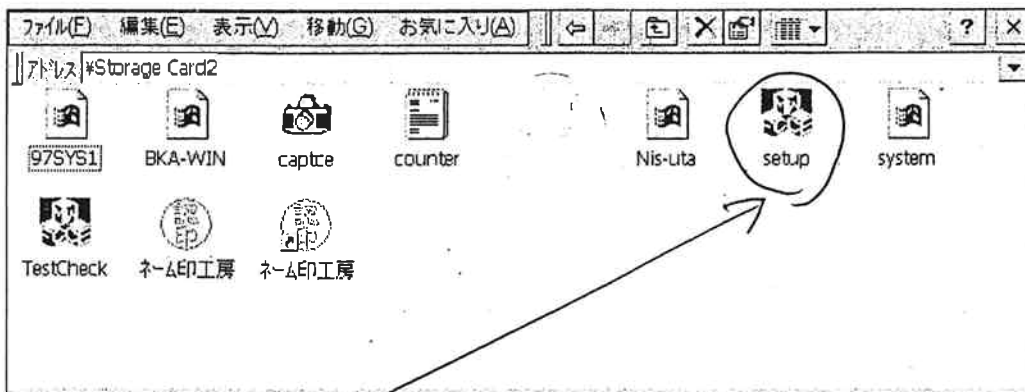 ファイル(F) 編集(E) 表示(V) 移動(G) お気に入り(A) ? ×
アドレス ¥Storage Card2
97SYS1 BKA-WIN captce counter Nis-uta setup system
TestCheck ネーム印工房 ネーム印工房